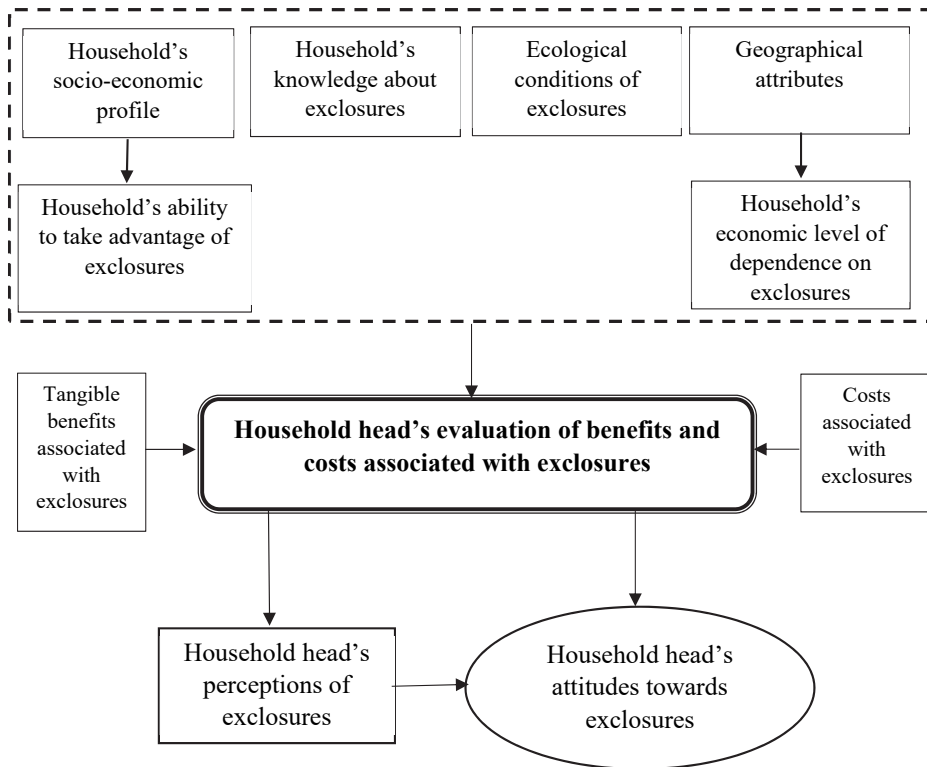 Household’s
socio-economic
profile
Household’s
knowledge about
exclosures
Ecological
conditions of
exclosures
Geographical
attributes
Household’s ability
to take advantage of
exclosures
Household’s
economic level of
dependence on
exclosures
Tangible
benefits
associated
with
exclosures
Household head’s evaluation of benefits and
costs associated with exclosures
Costs
associated
with
exclosures
Household head’s
perceptions of
exclosures
Household head’s
attitudes towards
exclosures